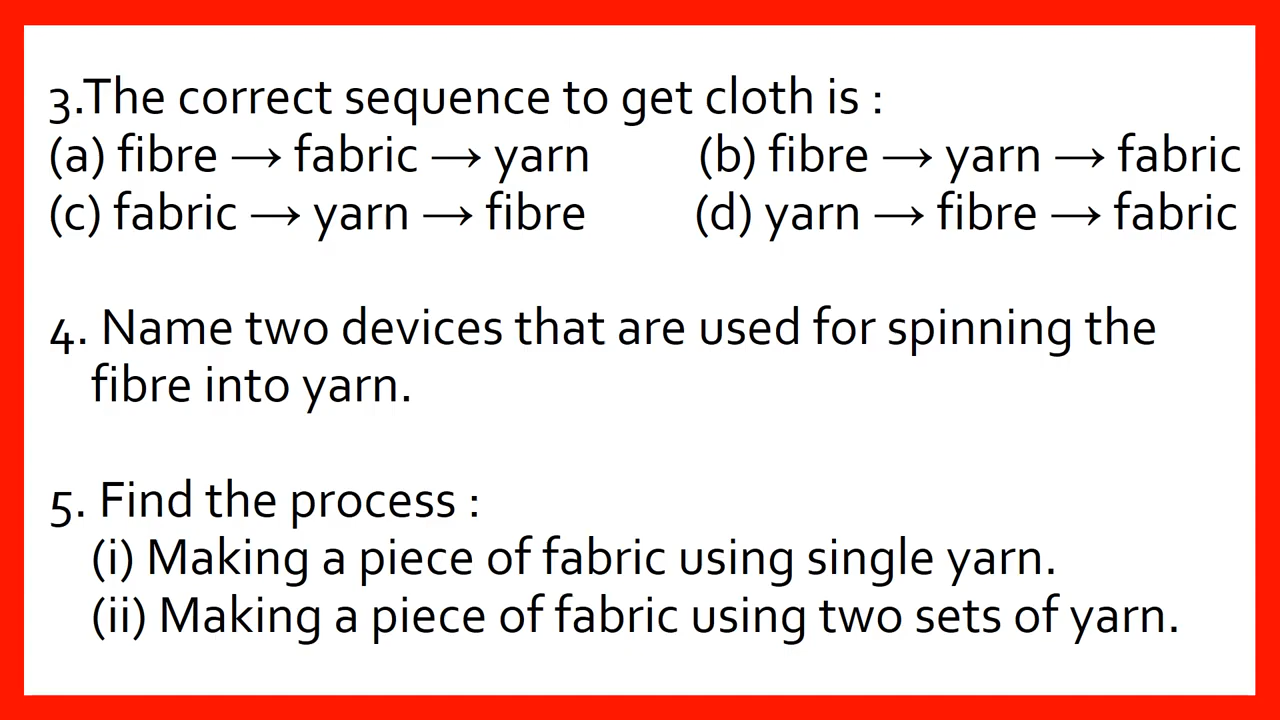 3.The correct sequence to get cloth is :
(a) fibre → fabric → yarn (b) fibre → yarn → fabric
(c) fabric → yarn → fibre (d) yarn → fibre → fabric
4. Name two devices that are used for spinning the
fibre into yarn.
5. Find the process :
(i) Making a piece of fabric using single yarn.
(ii) Making a piece of fabric using two sets of yarn.